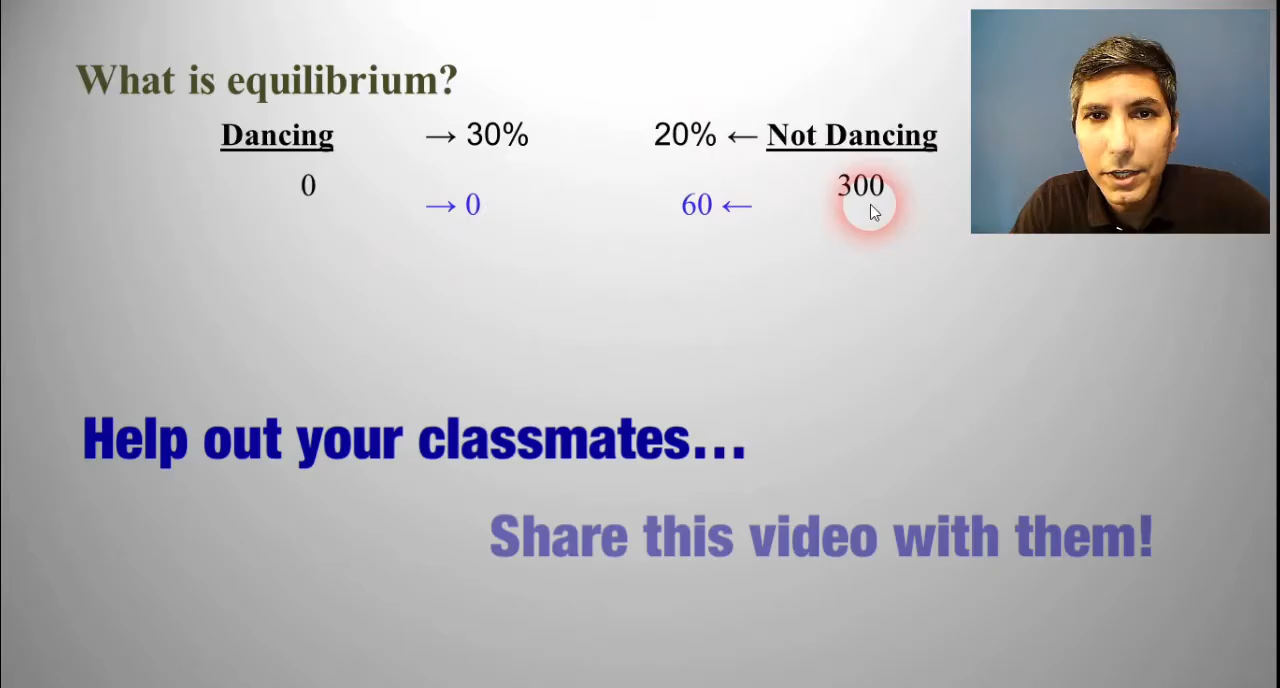 What is equilibrium?
Dancing → 30% 20% ← Not Dancing
0 300
→ 0 60 ←
Help out your classmates...
Share this video with them!